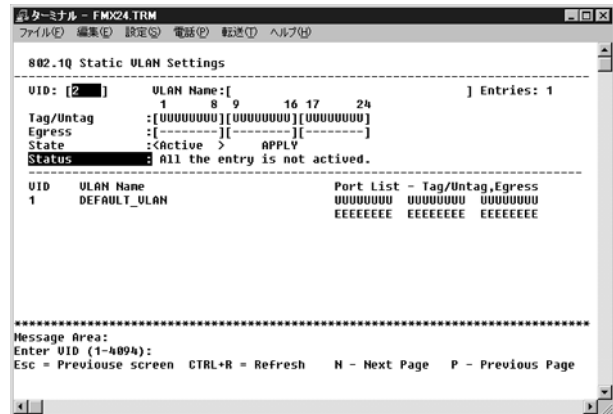 ターミナル - FMX24.TRM
ファイル(F) 編集(E) 設定(S) 電話(P) 転送(T) ヘルプ(H)
802.1Q Static VLAN Settings
VID: [2 ] VLAN Name:[ ] Entries: 1
1 8 9 16 17 24
Tag/Untag :[UUUUUUUU][UUUUUUUU][UUUUUUUU]
Egress :[--------][--------][--------]
State :<Active > APPLY
Status : All the entry is not actived.
VID VLAN Name Port List - Tag/Untag,Egress
1 DEFAULT_VLAN UUUUUUUU UUUUUUUU UUUUUUUU
EEEEEEEE EEEEEEEE EEEEEEEE
Message Area:
Enter VID (1-4094):
Esc = Previouse screen CTRL+R = Refresh N - Next Page P - Previous Page